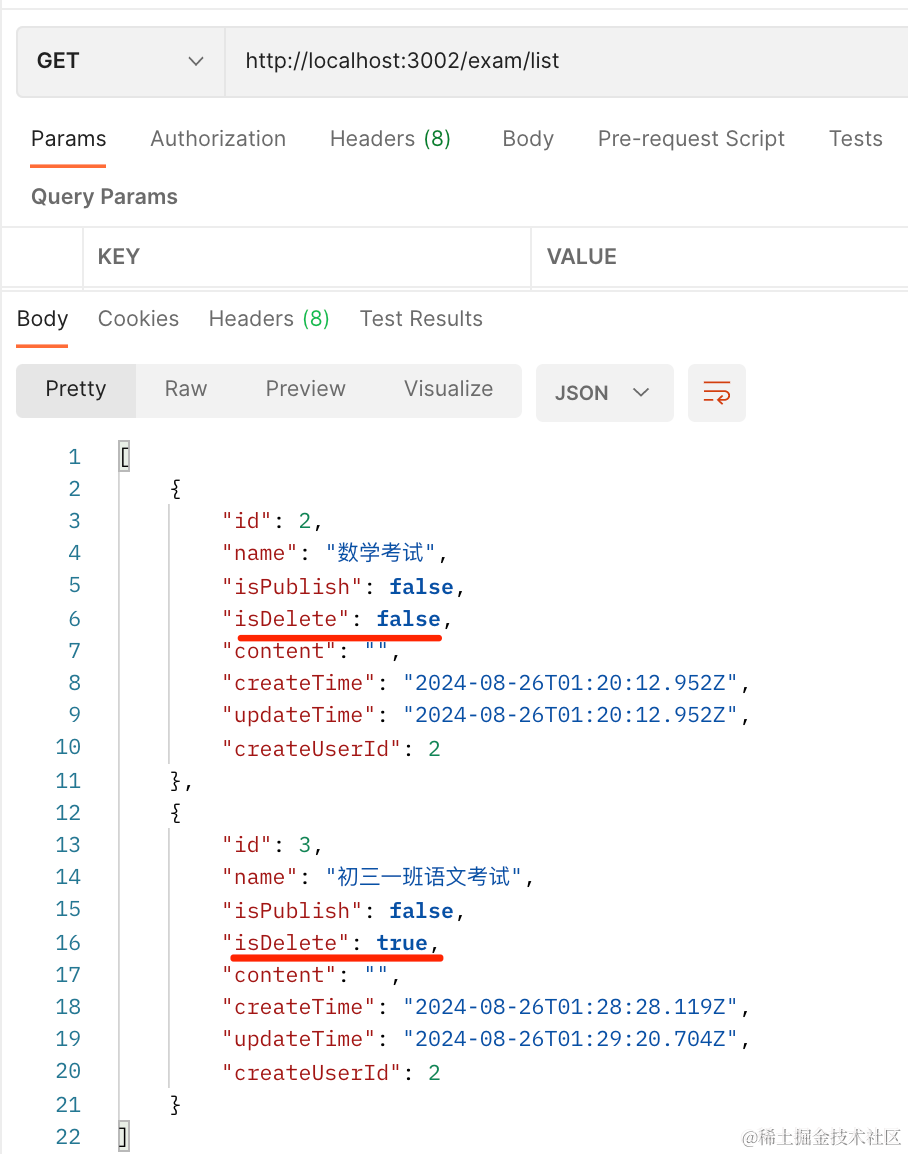 GET http://localhost:3002/exam/list
Params Authorization Headers (8) Body Pre-request Script Tests
Query Params
KEY VALUE
Body Cookies Headers (8) Test Results
Pretty Raw Preview Visualize JSON
1 [
2 {
3 "id": 2,
4 "name": "数学考试",
5 "isPublish": false,
6 "isDelete": false,
7 "content": "",
8 "createTime": "2024-08-26T01:20:12.952Z",
9 "updateTime": "2024-08-26T01:20:12.952Z",
10 "createUserId": 2
11 },
12 {
13 "id": 3,
14 "name": "初三一班语文考试",
15 "isPublish": false,
16 "isDelete": true,
17 "content": "",
18 "createTime": "2024-08-26T01:28:28.119Z",
19 "updateTime": "2024-08-26T01:29:20.704Z",
20 "createUserId": 2
21 }
22 ]
@稀土掘金技术社区